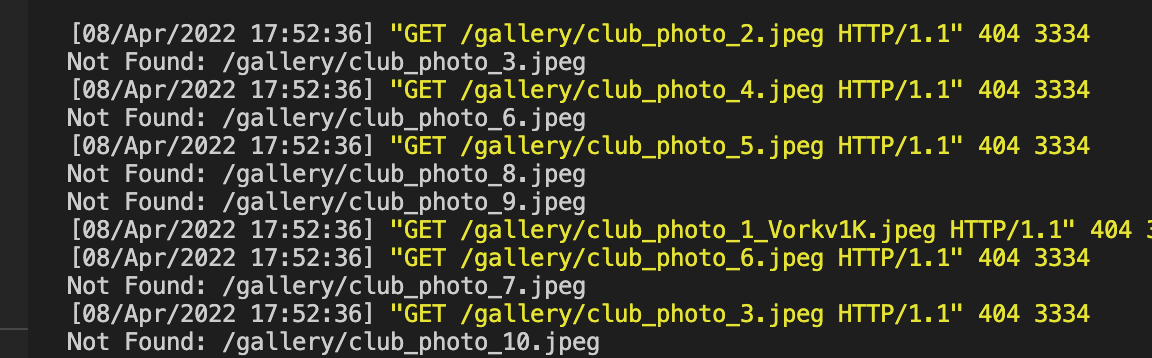 [08/Apr/2022 17:52:36] "GET /gallery/club_photo_2.jpeg HTTP/1.1" 404 3334
Not Found: /gallery/club_photo_3.jpeg
[08/Apr/2022 17:52:36] "GET /gallery/club_photo_4.jpeg HTTP/1.1" 404 3334
Not Found: /gallery/club_photo_6.jpeg
[08/Apr/2022 17:52:36] "GET /gallery/club_photo_5.jpeg HTTP/1.1" 404 3334
Not Found: /gallery/club_photo_8.jpeg
Not Found: /gallery/club_photo_9.jpeg
[08/Apr/2022 17:52:36] "GET /gallery/club_photo_1_Vorkv1K.jpeg HTTP/1.1" 404 3
[08/Apr/2022 17:52:36] "GET /gallery/club_photo_6.jpeg HTTP/1.1" 404 3334
Not Found: /gallery/club_photo_7.jpeg
[08/Apr/2022 17:52:36] "GET /gallery/club_photo_3.jpeg HTTP/1.1" 404 3334
Not Found: /gallery/club_photo_10.jpeg